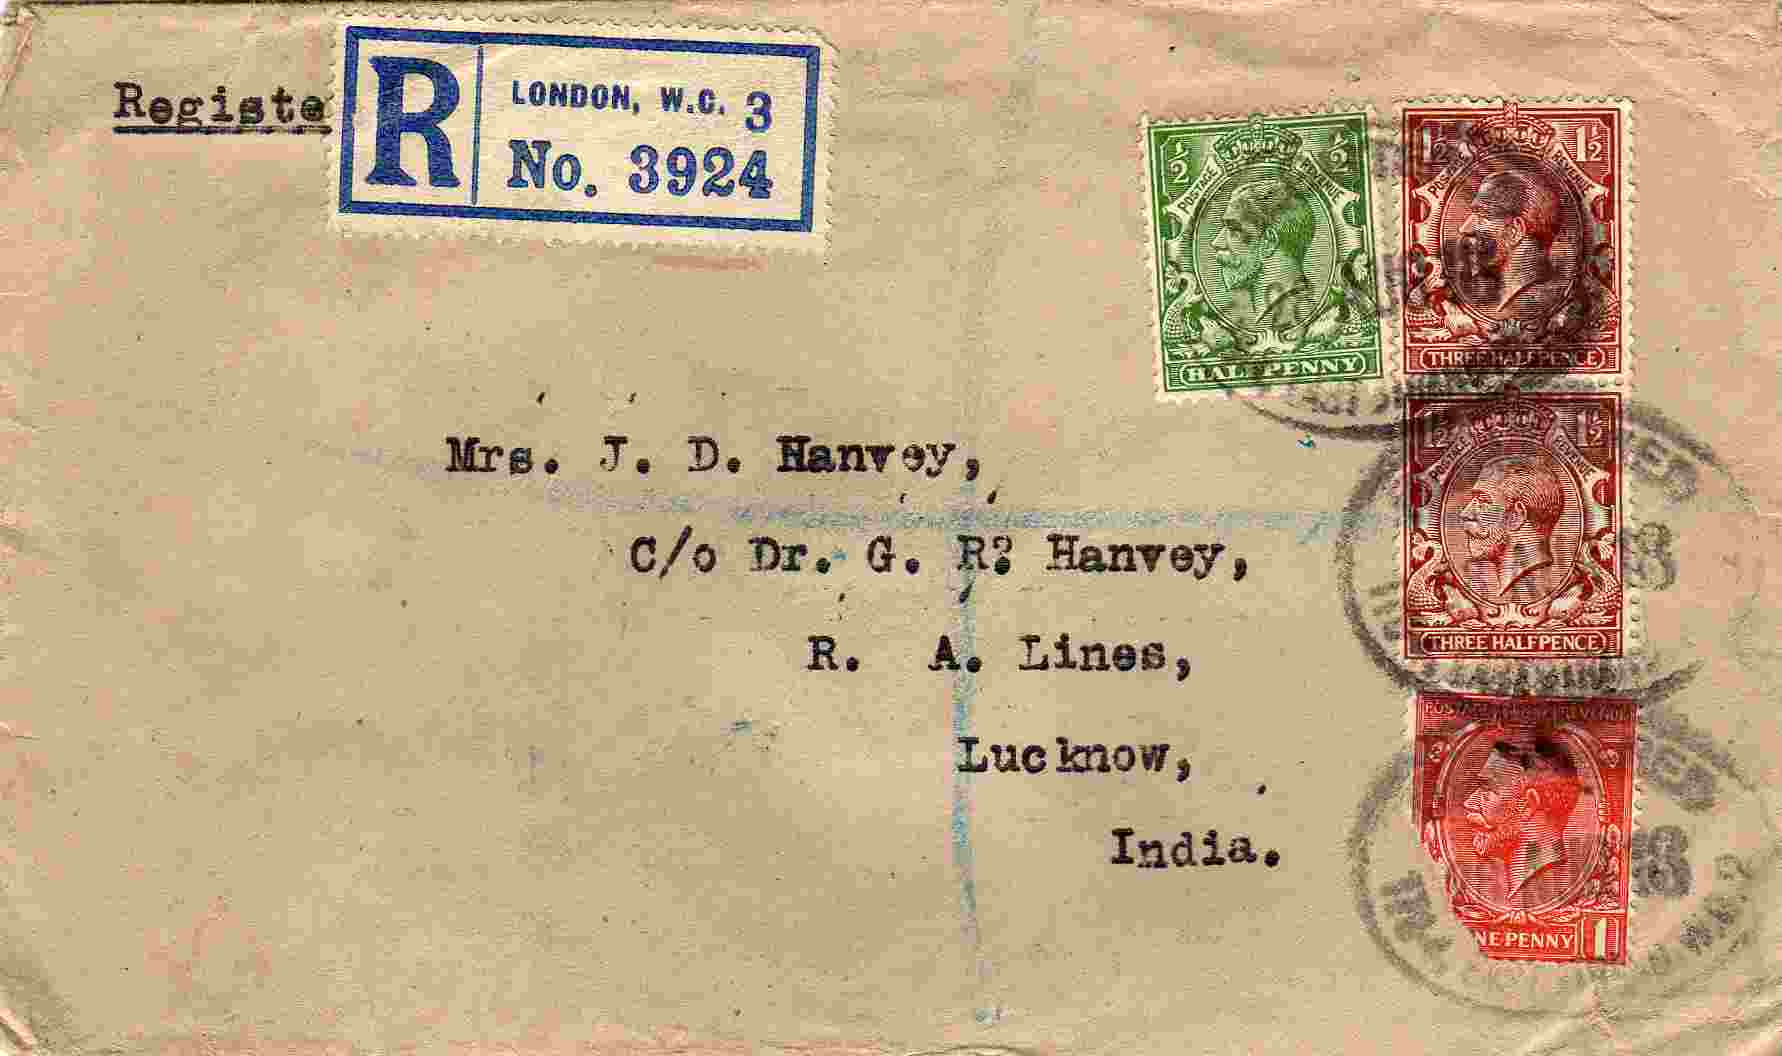 Registe
R LONDON, W.C. 3
No. 3924
½ ½
POSTAGE REVENUE
HALFPENNY
1½ 1½
POSTAGE REVENUE
THREE HALFPENCE
1½ 1½
POSTAGE REVENUE
THREE HALFPENCE
REVENUE
NE PENNY 1
Mrs. J. D. Hanvey,
C/o Dr. G. R? Hanvey,
R. A. Lines,
Lucknow,
India.